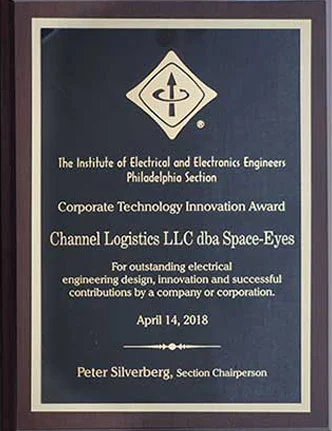 ®
The Institute of Electrical and Electronics Engineers
Philadelphia Section
Corporate Technology Innovation Award
Channel Logistics LLC dba Space-Eyes
For outstanding electrical
engineering design, innovation and successful
contributions by a company or corporation.
April 14, 2018
Peter Silverberg, Section Chairperson